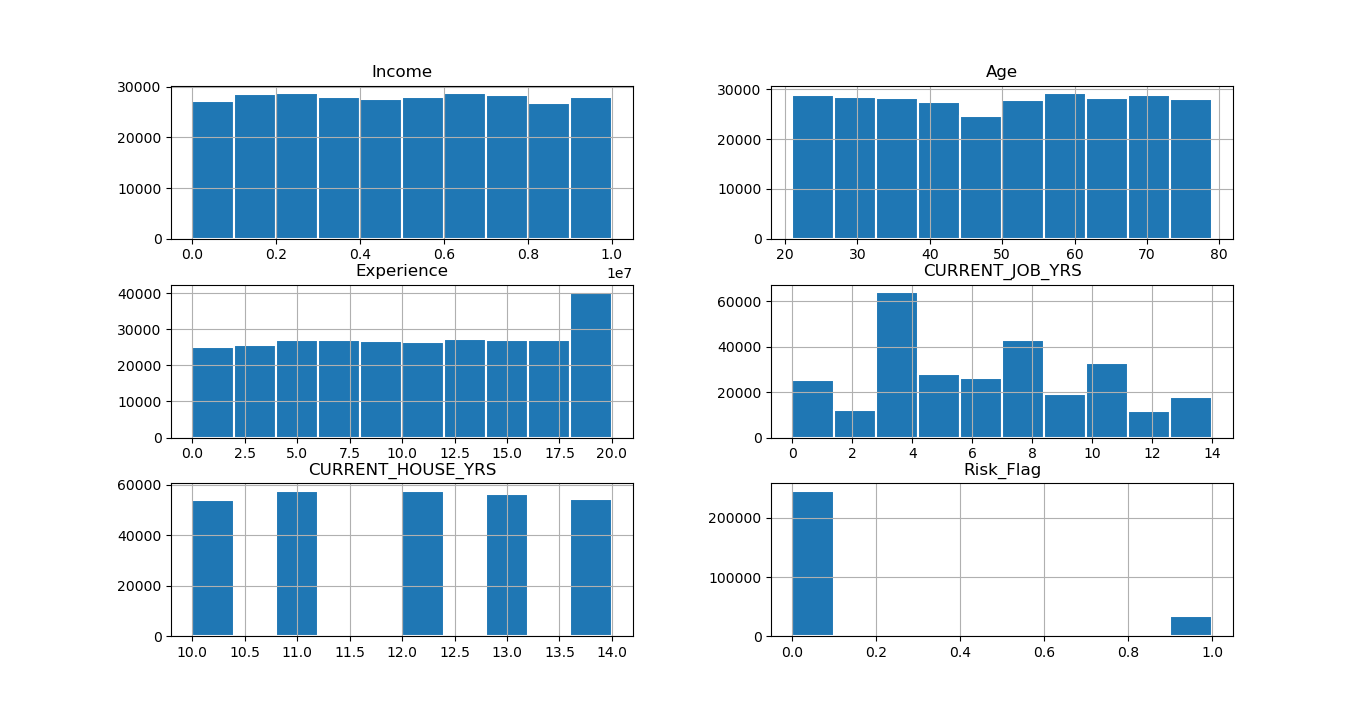 Income
30000
20000
10000
0
0.0 0.2 0.4 0.6 0.8 1.0
1e7
Age
30000
20000
10000
0
20 30 40 50 60 70 80
Experience
40000
30000
20000
10000
0
0.0 2.5 5.0 7.5 10.0 12.5 15.0 17.5 20.0
CURRENT_JOB_YRS
60000
40000
20000
0
0 2 4 6 8 10 12 14
CURRENT_HOUSE_YRS
60000
40000
20000
0
10.0 10.5 11.0 11.5 12.0 12.5 13.0 13.5 14.0
Risk_Flag
200000
100000
0
0.0 0.2 0.4 0.6 0.8 1.0